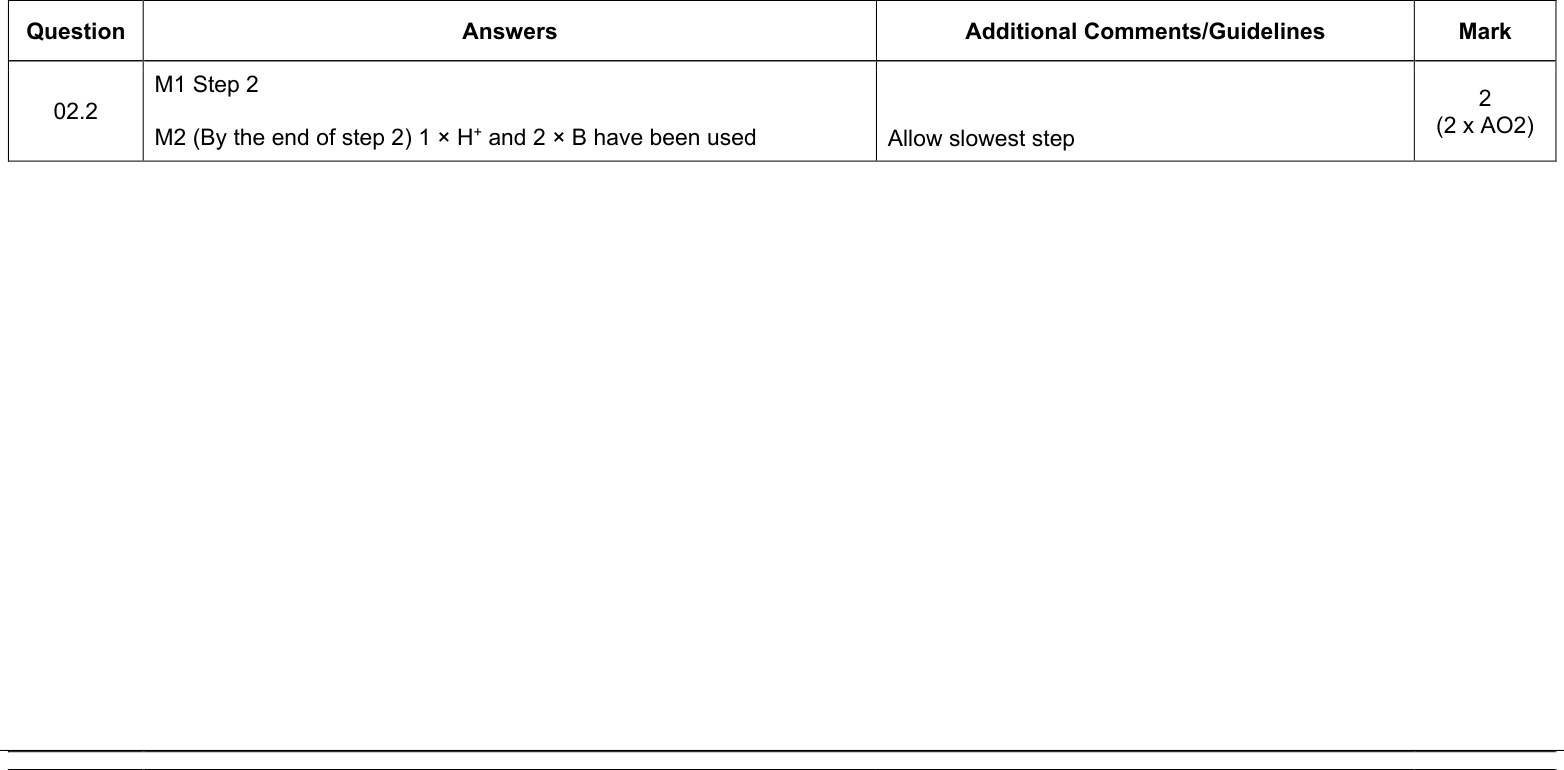 Question Answers Additional Comments/Guidelines Mark
02.2
M1 Step 2
M2 (By the end of step 2) 1 × H⁺ and 2 × B have been used
Allow slowest step
2
(2 x AO2)